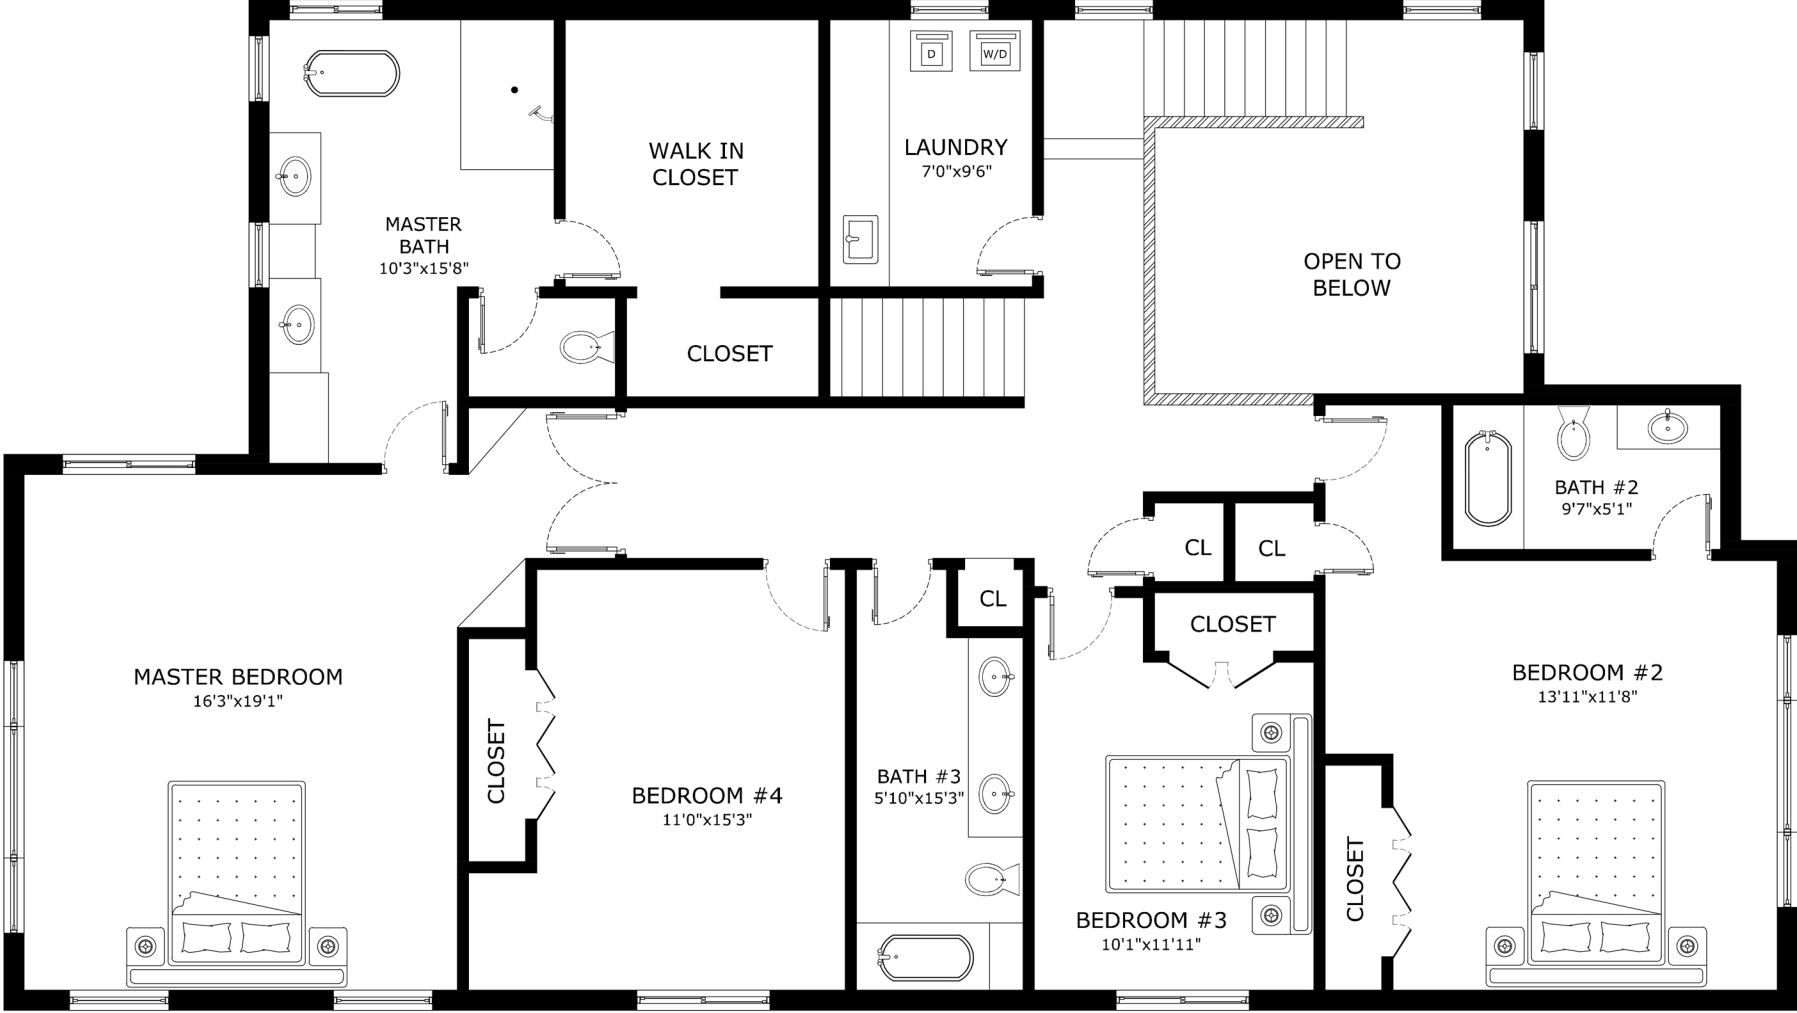 D
W/D
WALK IN
CLOSET
LAUNDRY
7'0"x9'6"
MASTER
BATH
10'3"x15'8"
OPEN TO
BELOW
CLOSET
BATH #2
9'7"x5'1"
CL
CL
CL
CLOSET
MASTER BEDROOM
16'3"x19'1"
BEDROOM #2
13'11"x11'8"
CLOSET
BATH #3
5'10"x15'3"
BEDROOM #4
11'0"x15'3"
CLOSET
BEDROOM #3
10'1"x11'11"